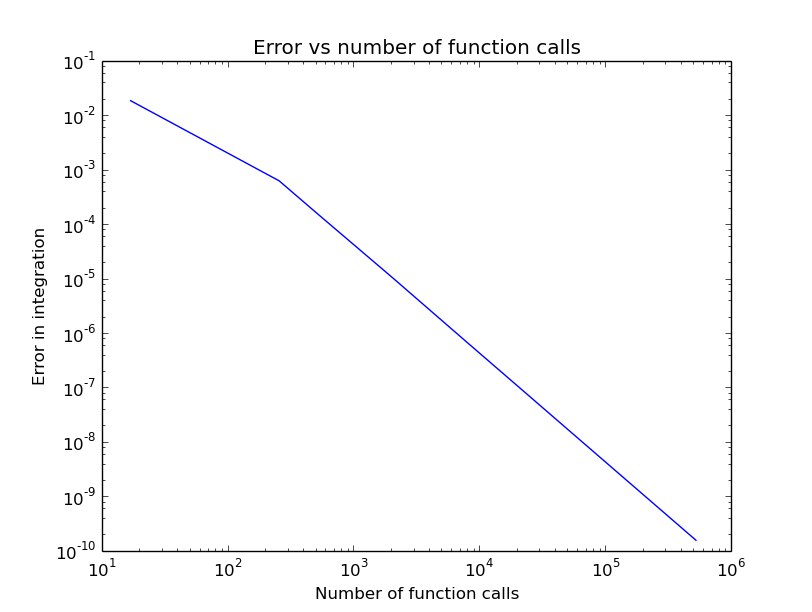 Error vs number of function calls
Error in integration
10^-1
10^-2
10^-3
10^-4
10^-5
10^-6
10^-7
10^-8
10^-9
10^-10
10^1 10^2 10^3 10^4 10^5 10^6
Number of function calls